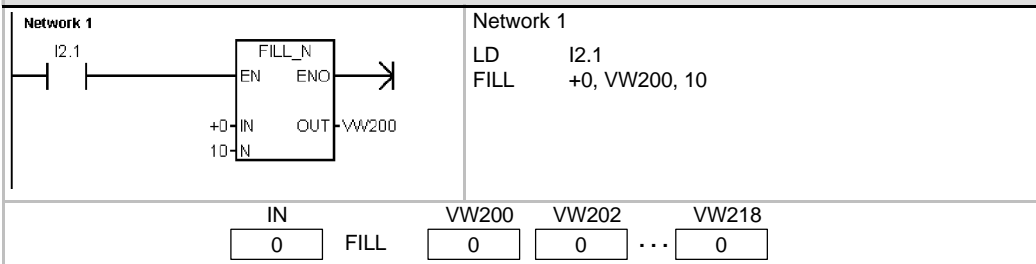 Network 1
I2.1
FILL_N
EN ENO
+0 IN OUT VW200
10 N
Network 1
LD I2.1
FILL +0, VW200, 10
IN VW200 VW202 VW218
0 FILL 0 0 ... 0